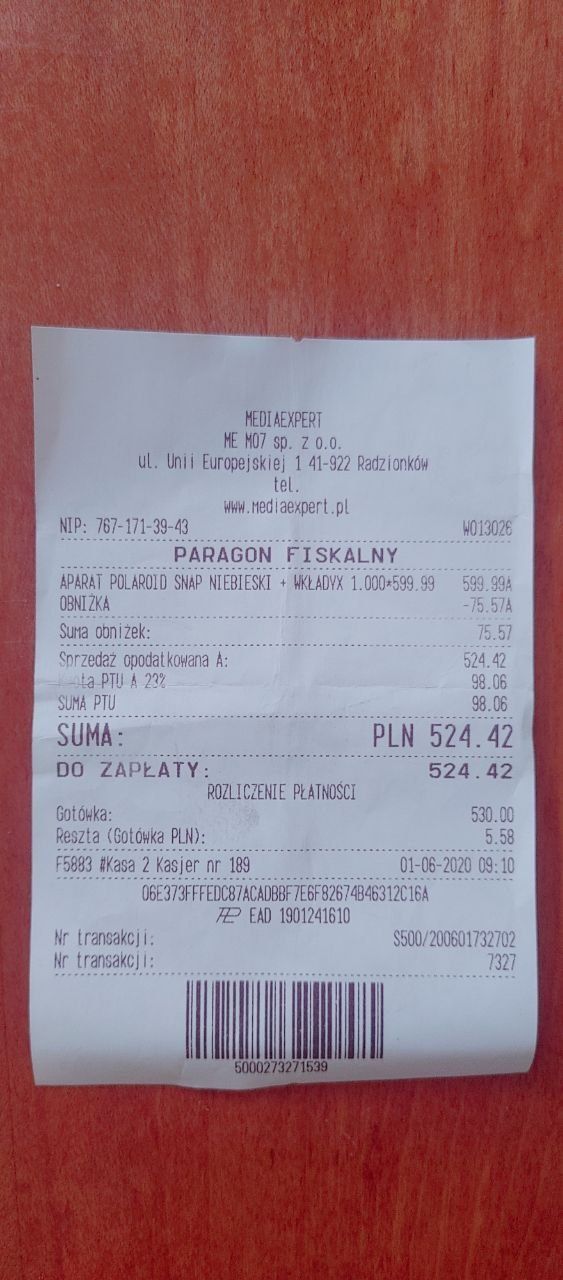 MEDIAEXPERT
ME M07 sp. z o.o.
ul. Unii Europejskiej 1 41-922 Radzionków
tel.
www.mediaexpert.pl
NIP: 767-171-39-43 W013026
PARAGON FISKALNY
APARAT POLAROID SNAP NIEBIESKI + WKŁADYX 1.000*599.99 599.99A
OBNIŻKA -75.57A
Suma obniżek: 75.57
Sprzedaż opodatkowana A: 524.42
PTU A 23% 98.06
SUMA PTU 98.06
SUMA: PLN 524.42
DO ZAPŁATY: 524.42
ROZLICZENIE PŁATNOŚCI
Gotówka: 530.00
Reszta (Gotówka PLN): 5.58
F5883 #Kasa 2 Kasjer nr 189 01-06-2020 09:10
06E373FFFEDC87ACADBBF7E6F82674B46312C16A
EAD 1901241610
Nr transakcji: S500/200601732702
Nr transakcji: 7327
5000273271539